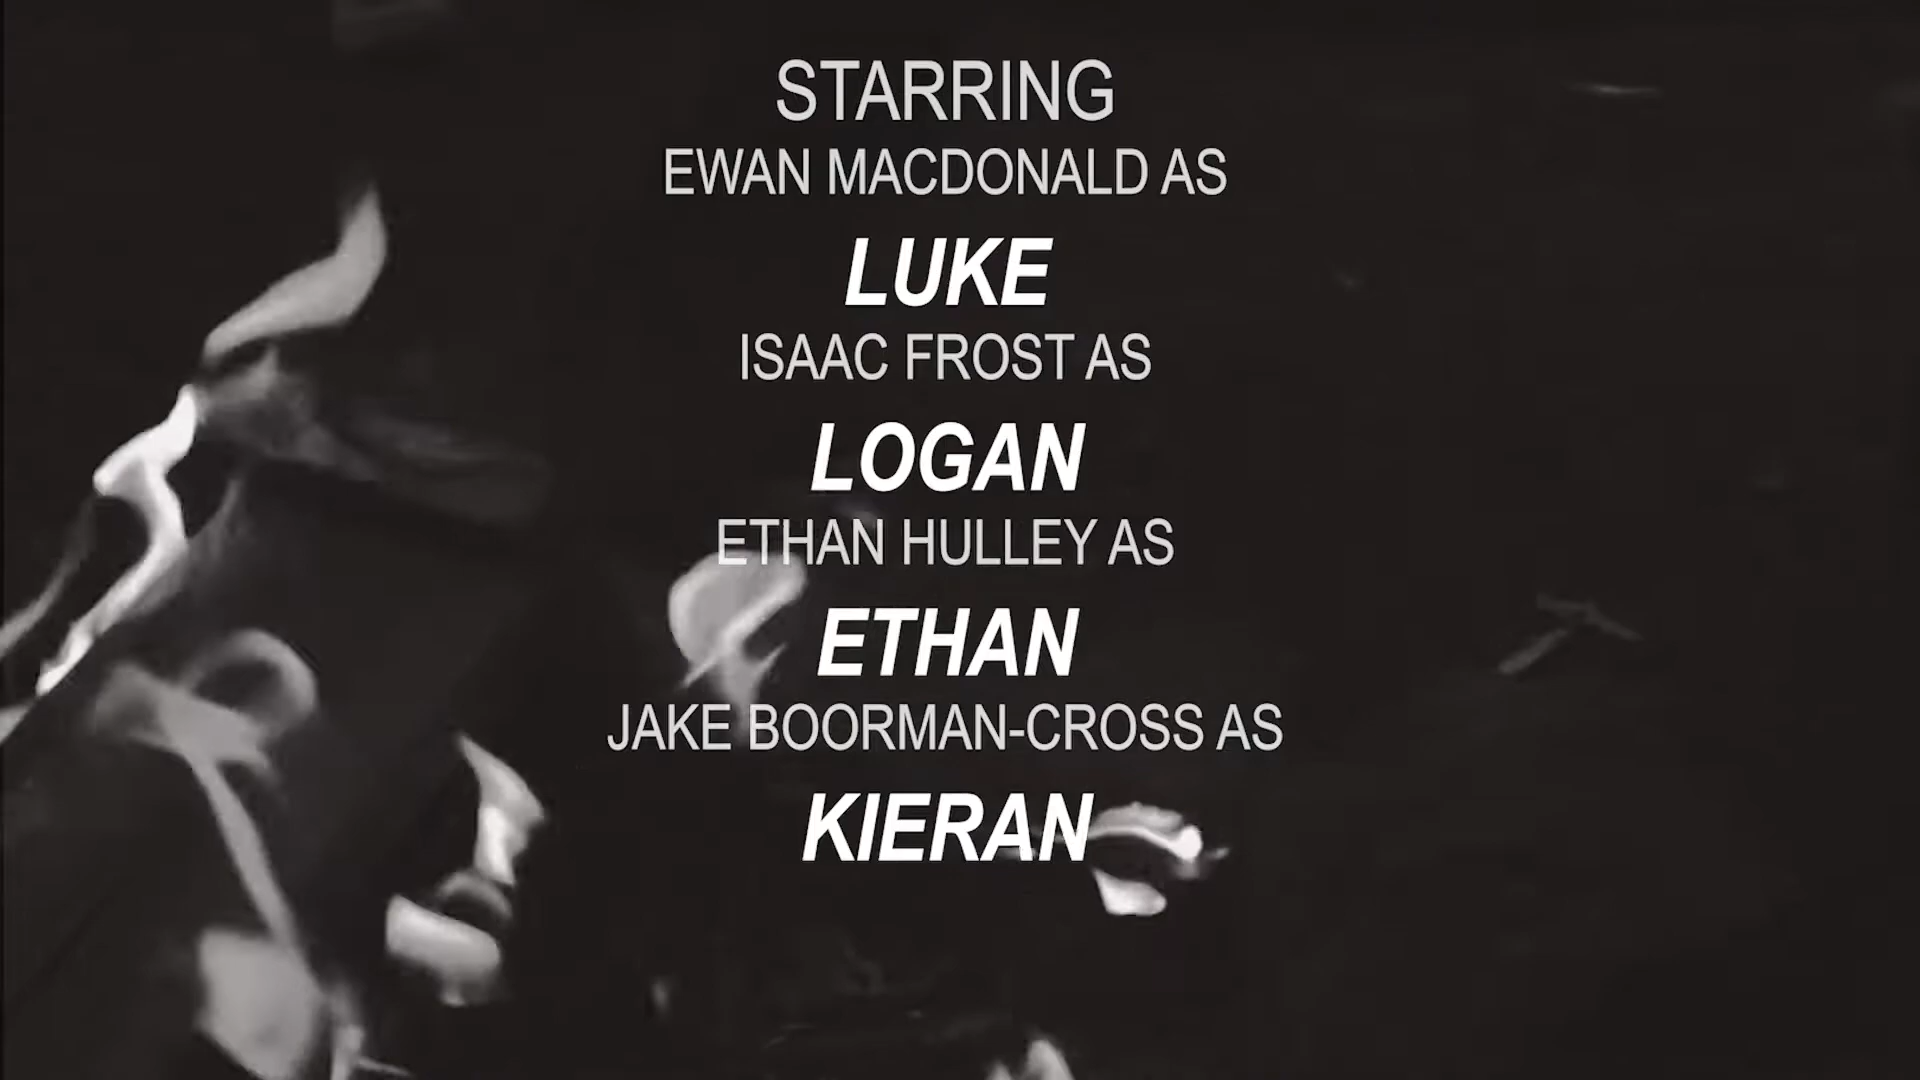 STARRING
EWAN MACDONALD AS
LUKE
ISAAC FROST AS
LOGAN
ETHAN HULLEY AS
ETHAN
JAKE BOORMAN-CROSS AS
KIERAN